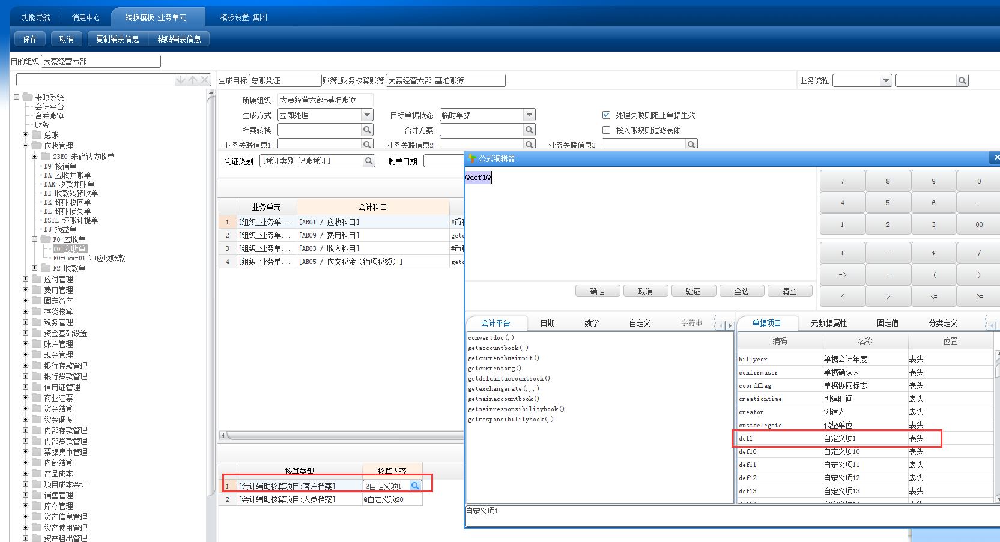 功能导航 消息中心 转换模板-业务单元 模板设置-集团
保存 取消 复制辅表信息 粘贴辅表信息
目的组织 大豪经营六部
生成目标 总账凭证 账簿_财务核算账簿 大豪经营六部-基准账簿 业务流程
所属组织 大豪经营六部-基准账簿
生成方式 立即处理 目标单据状态 临时单据 处理失败则阻止单据生效
档案转换 合并方案 按入账规则过滤表体
业务关联信息1 业务关联信息2 业务关联信息3
凭证类别 [凭证类别:记账凭证] 制单日期
来源系统
会计平台
合并账簿
财务
总账
应收管理
23E0 未确认应收单
D9 核销单
DA 应收并账单
DAK 收款并账单
DE 收款转预收单
DK 坏账收回单
DL 坏账损失单
DSTL 坏账计提单
DU 损益单
F0 应收单
D0 应收单
F0-Cxx-D1 冲应收账款
F2 收款单
应付管理
费用管理
固定资产
存货核算
税务管理
资金基础设置
账户管理
现金管理
银行存款管理
银行贷款管理
信用证管理
商业汇票
资金结算
资金调度
内部存款管理
内部贷款管理
票据集中管理
内部结算
产品成本
项目成本会计
销售管理
库存管理
资产信息管理
资产使用管理
资产租出管理
业务单元 会计科目
1 [组织_业务单... [AR01 / 应收科目] #币
2 [组织_业务单... [AR09 / 费用科目] getc
3 [组织_业务单... [AR03 / 收入科目] #币
4 [组织_业务单... [AR05 / 应交税金（销项税额）] getc
核算类型 核算内容
1 [会计辅助核算项目:客户档案] @自定义项1
2 [会计辅助核算项目:人员档案] @自定义项20
公式编辑器
@def1@
7 8 9 0
4 5 6 .
1 2 3 00
+ - * /
-> == ( )
< > <= >=
确定 取消 验证 全选 清空
会计平台 日期 数学 自定义 字符串
convertdoc(,)
getaccountbook(,)
getcurrentbusiunit()
getcurrentorg()
getdefaultaccountbook()
getexchangerate(,,,)
getmainaccountbook()
getmainresponsibilitybook()
getresponsibilitybook(,)
单据项目 元数据属性 固定值 分类定义
编码 名称 位置
billyear 单据会计年度 表头
confirmuser 单据确认人 表头
coordflag 单据协同标志 表头
creationtime 创建时间 表头
creator 创建人 表头
custdelegate 代垫单位 表头
def1 自定义项1 表头
def10 自定义项10 表头
def11 自定义项11 表头
def12 自定义项12 表头
def13 自定义项13 表头
自定义项1